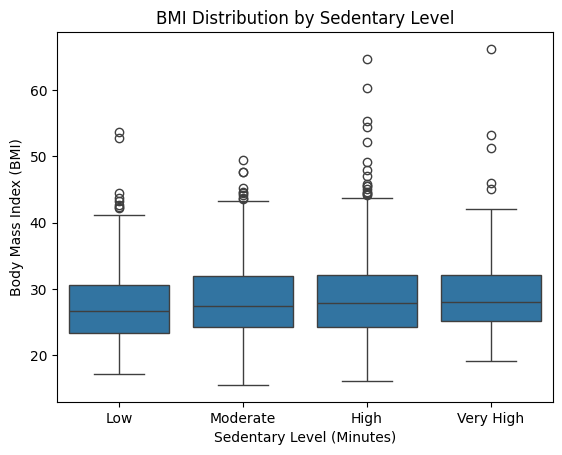 BMI Distribution by Sedentary Level
Body Mass Index (BMI)
60
50
40
30
20
Low Moderate High Very High
Sedentary Level (Minutes)